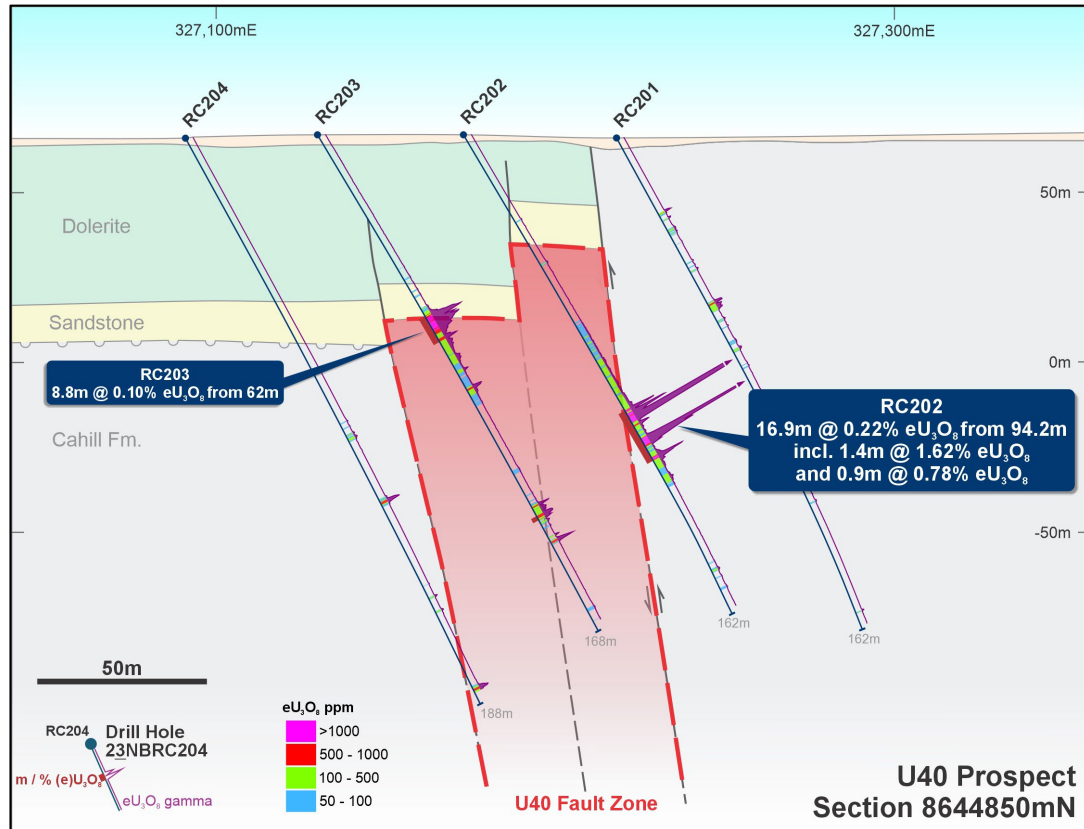 327,100mE
327,300mE
RC204
RC203
RC202
RC201
50m
Dolerite
Sandstone
0m
RC203
8.8m @ 0.10% eU₃O₈ from 62m
RC202
16.9m @ 0.22% eU₃O₈ from 94.2m
incl. 1.4m @ 1.62% eU₃O₈
and 0.9m @ 0.78% eU₃O₈
Cahill Fm.
-50m
162m
162m
168m
188m
50m
eU₃O₈ ppm
>1000
500 - 1000
100 - 500
50 - 100
RC204
Drill Hole
23NBRC204
m / % (e)U₃O₈
eU₃O₈ gamma
U40 Fault Zone
U40 Prospect
Section 8644850mN